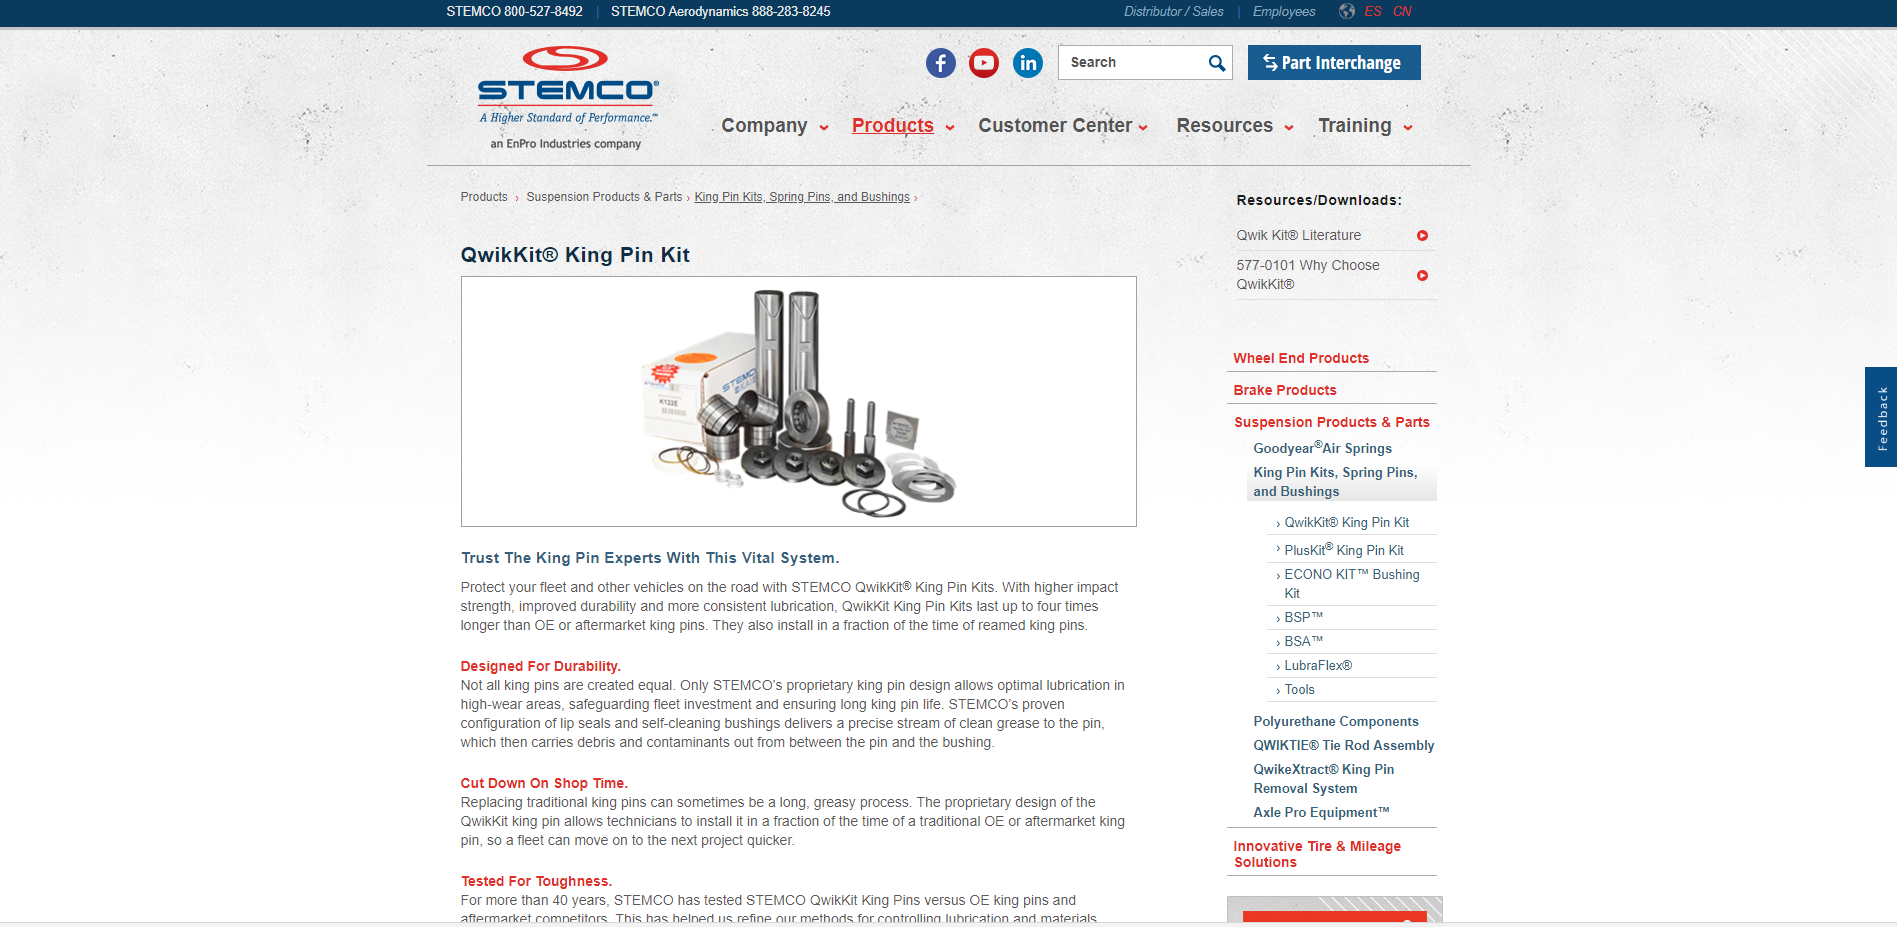 STEMCO 800-527-8492 | STEMCO Aerodynamics 888-283-8245
Distributor / Sales | Employees ES CN
STEMCO®
A Higher Standard of Performance.℠
an EnPro Industries company
Search
Part Interchange
Company Products Customer Center Resources Training
Products › Suspension Products & Parts › King Pin Kits, Spring Pins, and Bushings ›
QwikKit® King Pin Kit
STEMCO
KAISER
K122E
Trust The King Pin Experts With This Vital System.
Protect your fleet and other vehicles on the road with STEMCO QwikKit® King Pin Kits. With higher impact
strength, improved durability and more consistent lubrication, QwikKit King Pin Kits last up to four times
longer than OE or aftermarket king pins. They also install in a fraction of the time of reamed king pins.
Designed For Durability.
Not all king pins are created equal. Only STEMCO’s proprietary king pin design allows optimal lubrication in
high-wear areas, safeguarding fleet investment and ensuring long king pin life. STEMCO’s proven
configuration of lip seals and self-cleaning bushings delivers a precise stream of clean grease to the pin,
which then carries debris and contaminants out from between the pin and the bushing.
Cut Down On Shop Time.
Replacing traditional king pins can sometimes be a long, greasy process. The proprietary design of the
QwikKit king pin allows technicians to install it in a fraction of the time of a traditional OE or aftermarket king
pin, so a fleet can move on to the next project quicker.
Tested For Toughness.
For more than 40 years, STEMCO has tested STEMCO QwikKit King Pins versus OE king pins and
aftermarket competitors. This has helped us refine our methods for controlling lubrication and materials
Resources/Downloads:
Qwik Kit® Literature
577-0101 Why Choose
QwikKit®
Wheel End Products
Brake Products
Suspension Products & Parts
Goodyear®Air Springs
King Pin Kits, Spring Pins,
and Bushings
› QwikKit® King Pin Kit
› PlusKit® King Pin Kit
› ECONO KIT™ Bushing
Kit
› BSP™
› BSA™
› LubraFlex®
› Tools
Polyurethane Components
QWIKTIE® Tie Rod Assembly
QwikeXtract® King Pin
Removal System
Axle Pro Equipment™
Innovative Tire & Mileage
Solutions
Feedback